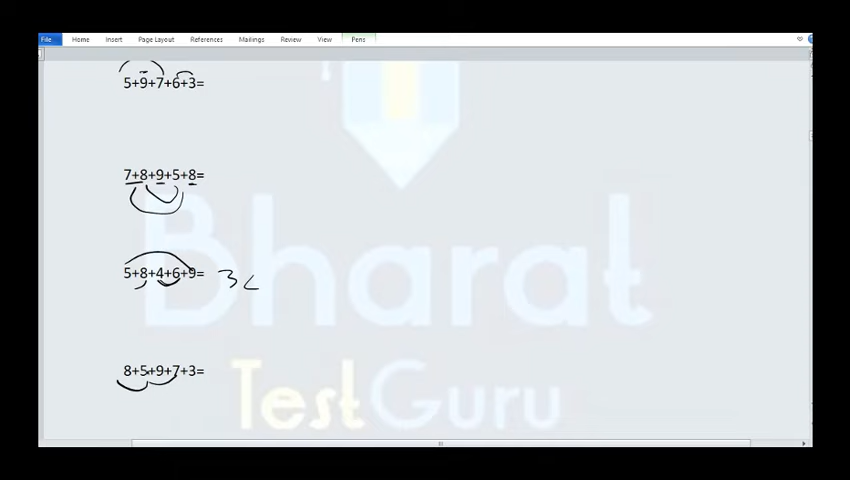 File Home Insert Page Layout References Mailings Review View Pens
5+9+7+6+3=
7+8+9+5+8=
5+8+4+6+9= 3
8+5+9+7+3=
Bharat
TestGuru